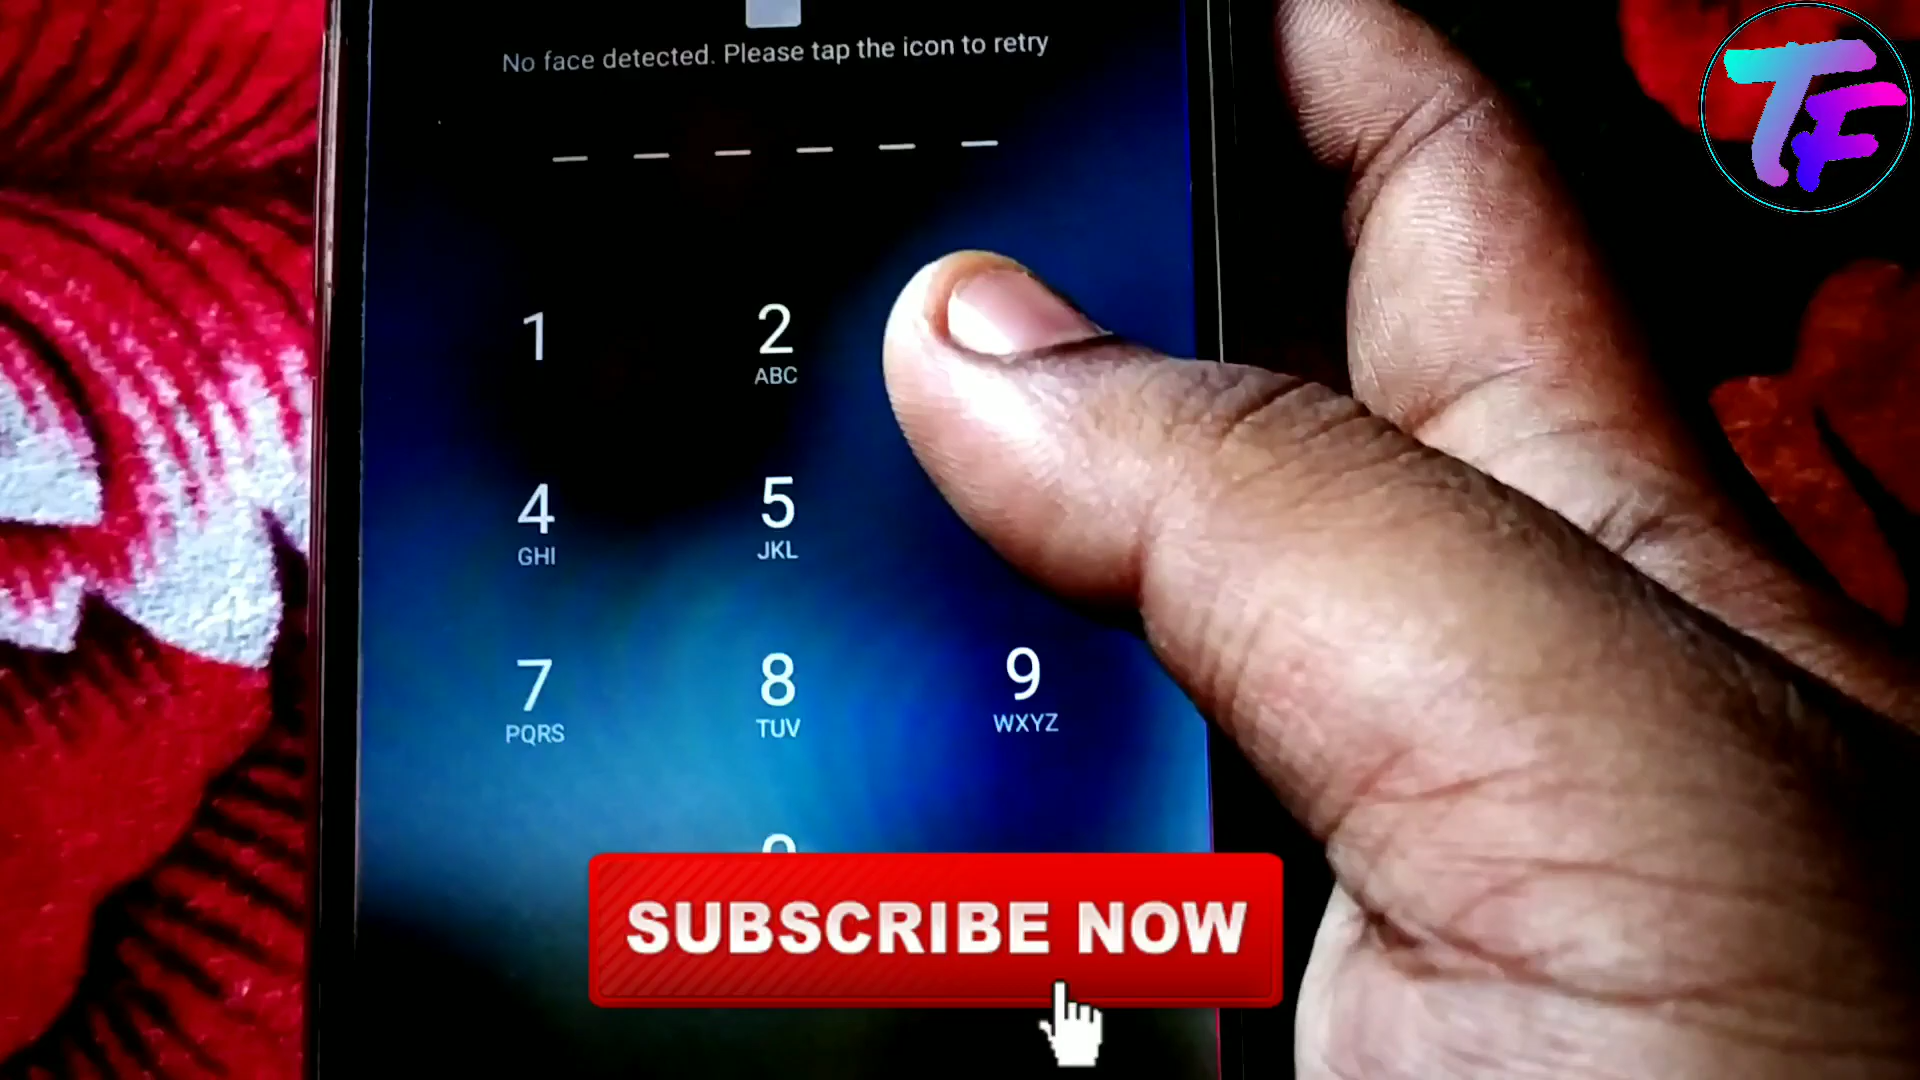 TF
No face detected. Please tap the icon to retry
1
2
ABC
4
GHI
5
JKL
7
PQRS
8
TUV
9
WXYZ
SUBSCRIBE NOW